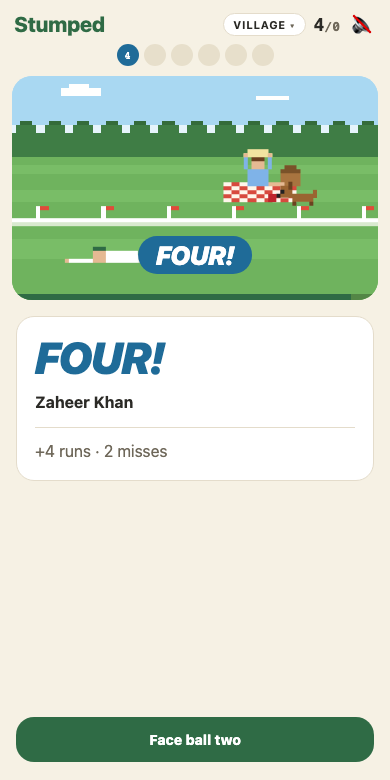 Stumped
VILLAGE ▾
4/0
4
FOUR!
FOUR!
Zaheer Khan
+4 runs · 2 misses
Face ball two